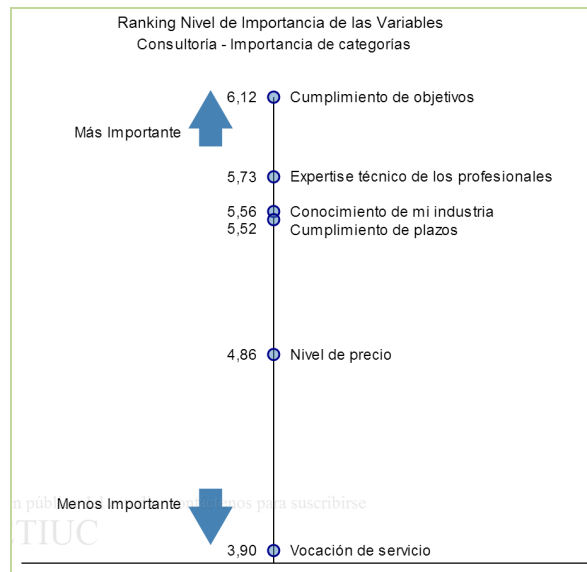 Ranking Nivel de Importancia de las Variables
Consultoria - Importancia de categorías
6,12 Cumplimiento de objetivos
Más Importante
5,73 Expertise técnico de los profesionales
5,56 Conocimiento de mi industria
5,52 Cumplimiento de plazos
4,86 Nivel de precio
para suscribirse
Menos Importante
TIUC
3,90 Vocación de servicio